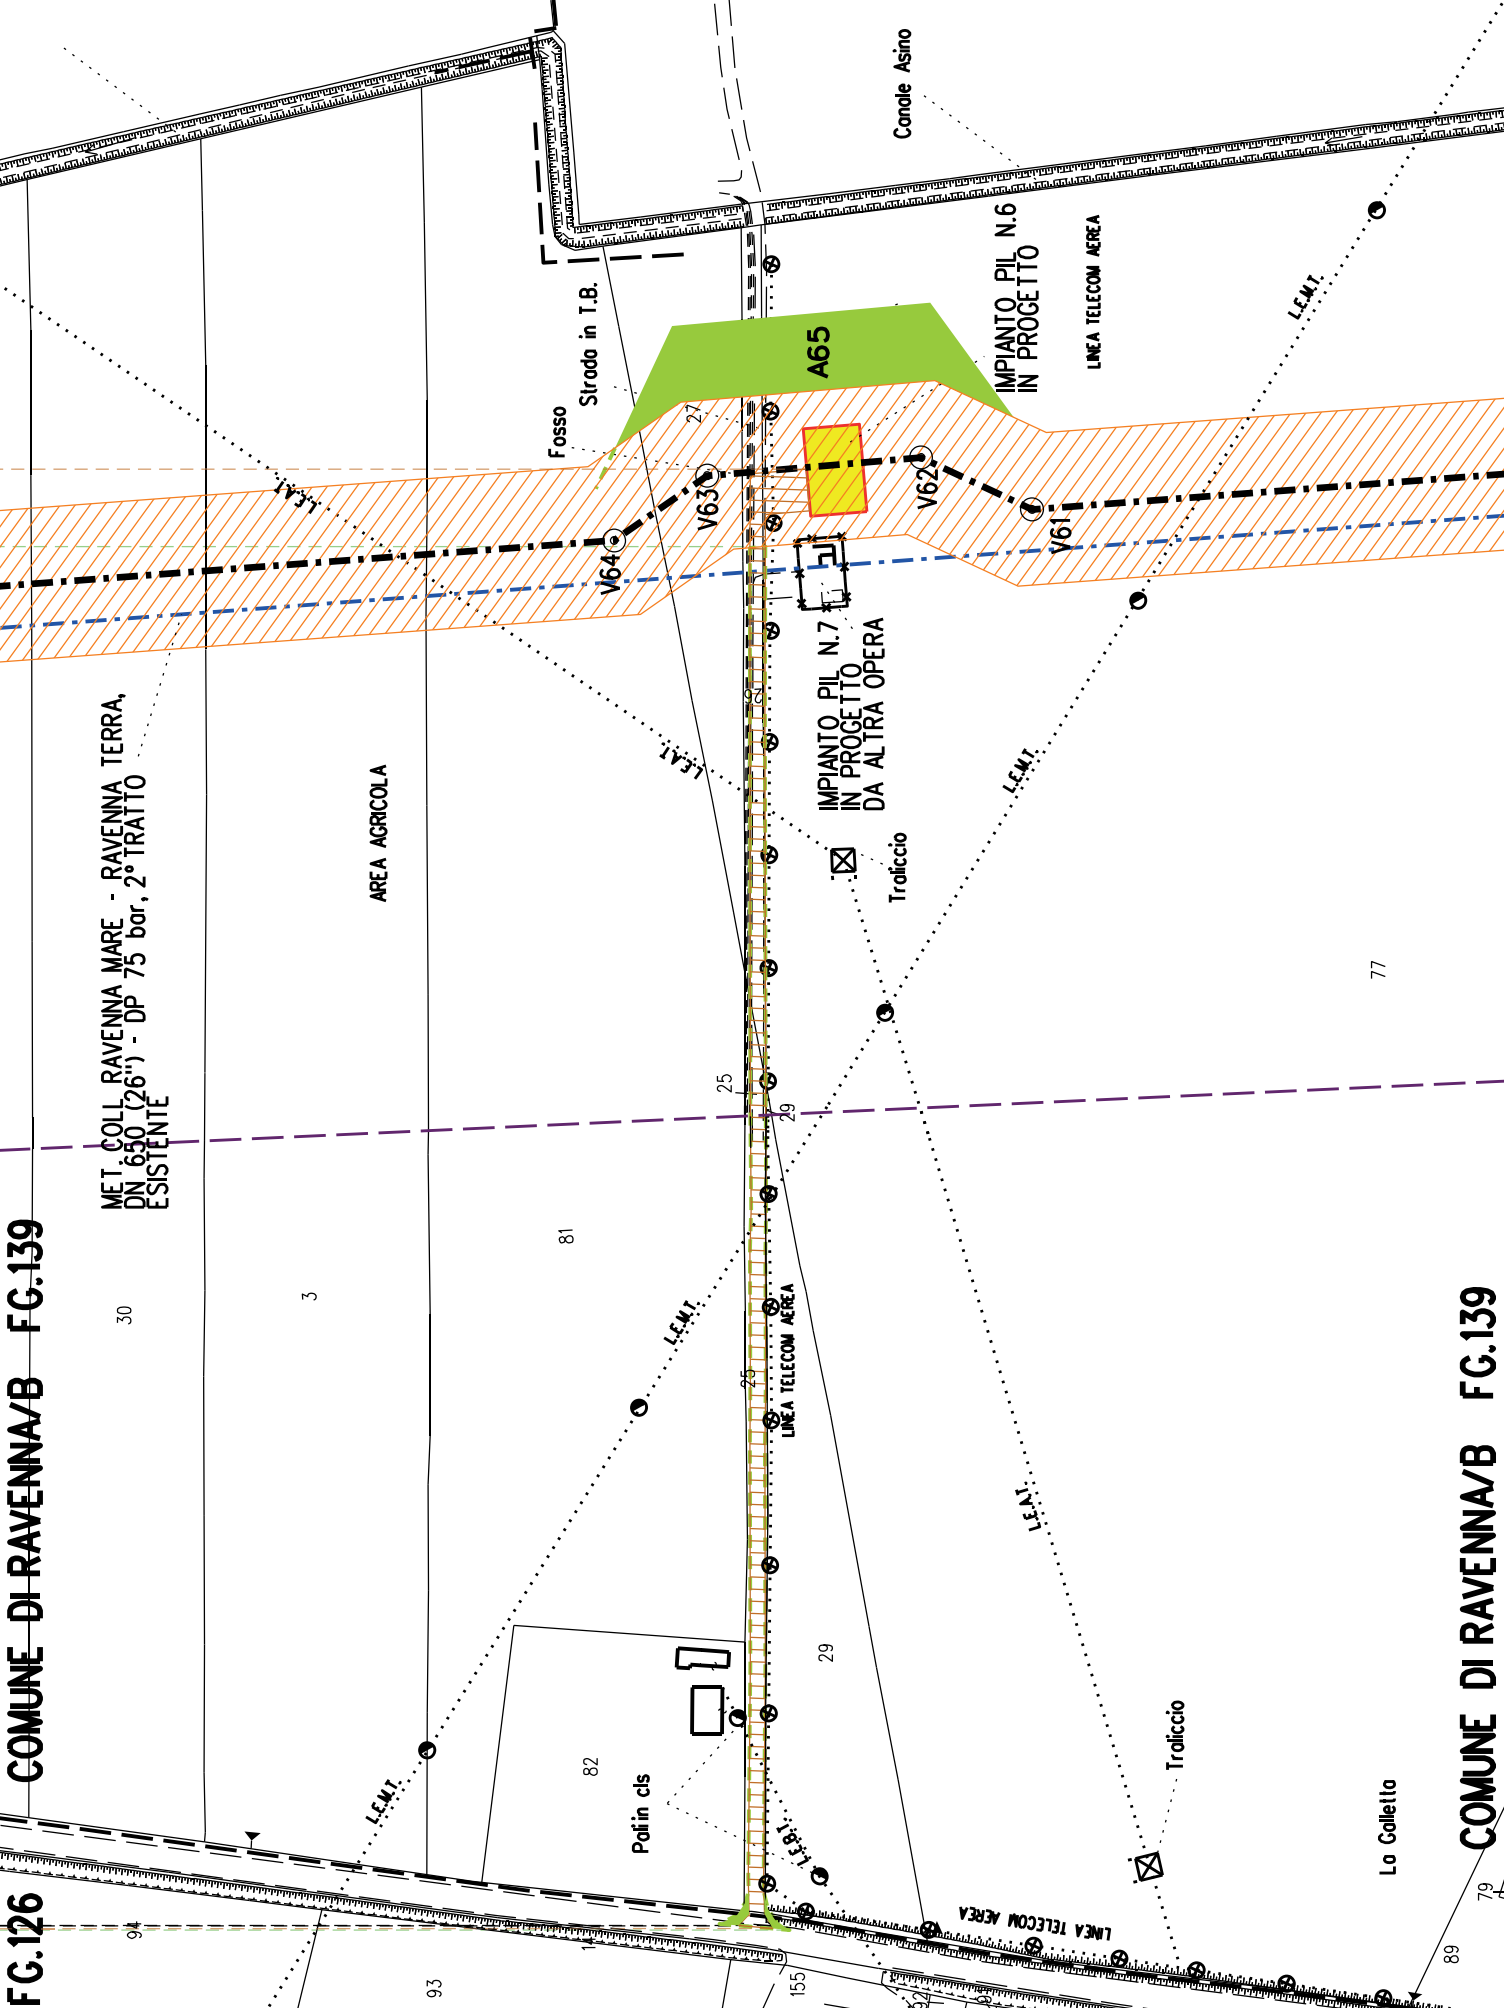 FG.126
COMUNE DI RAVENNA/B FG.139
MET. COLL. RAVENNA MARE - RAVENNA TERRA,
DN 650 (26") - DP 75 bar, 2° TRATTO
ESISTENTE
AREA AGRICOLA
L.E.A.T.
L.E.A.T.
Fosso
Strada in T.B.
V64
V63
V62
V61
27
A65
Canale Asino
IMPIANTO PIL N.6
IN PROGETTO
LINEA TELECOM AEREA
L.E.M.T.
IMPIANTO PIL N.7
IN PROGETTO
DA ALTRA OPERA
26
Traliccio
L.E.M.T.
77
25
29
81
30
3
L.E.M.T.
25
LINEA TELECOM AEREA
L.E.A.T.
29
82
Pali in cls
L.E.M.T.
L.E.B.T.
Traliccio
La Galletta
LINEA TELECOM AEREA
COMUNE DI RAVENNA/B FG.139
94
93
14
155
92
79
89